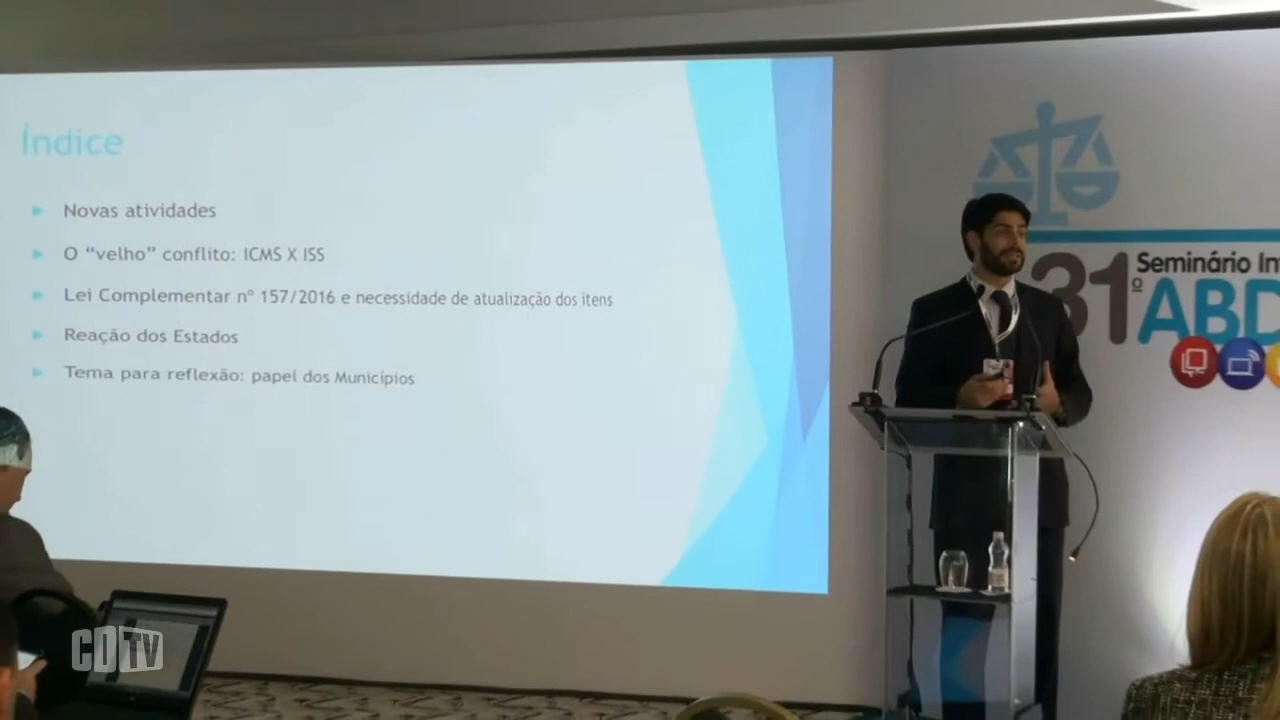 Índice
Novas atividades
O “velho” conflito: ICMS X ISS
Lei Complementar nº 157/2016 e necessidade de atualização dos itens
Reação dos Estados
Tema para reflexão: papel dos Municípios
31º
Seminário In
ABD
CDTV